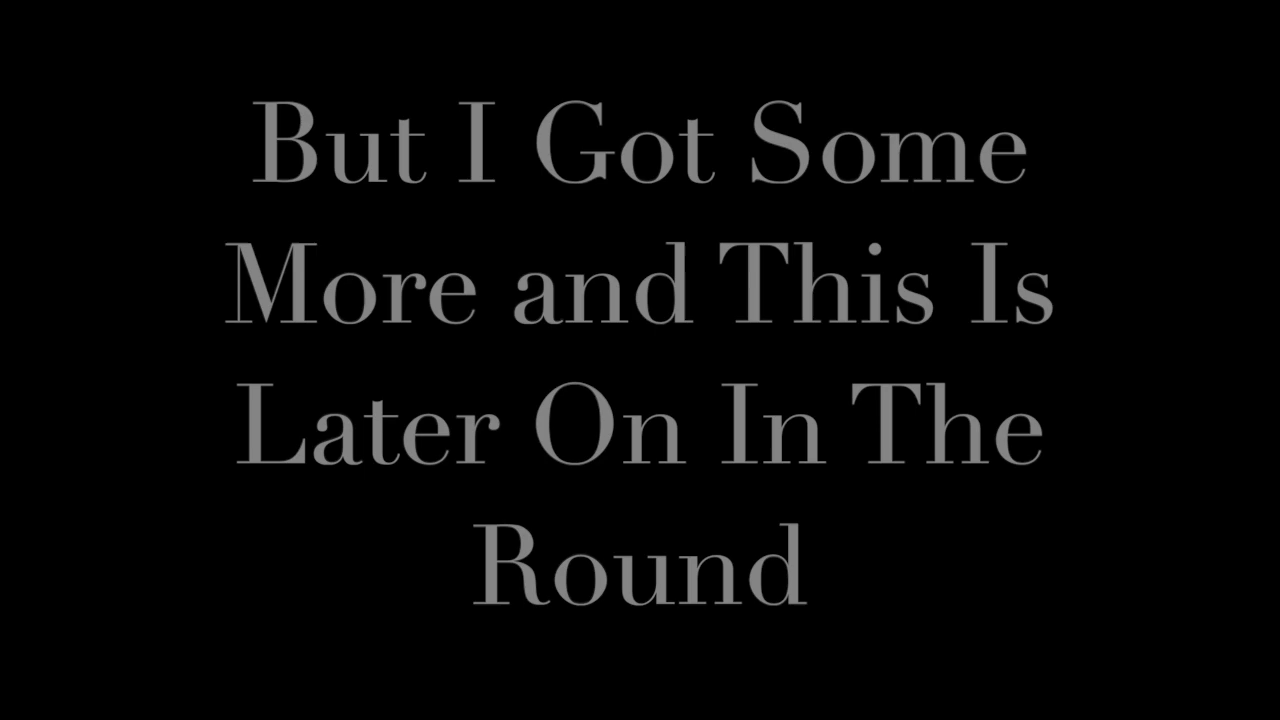 But I Got Some
More and This Is
Later On In The
Round